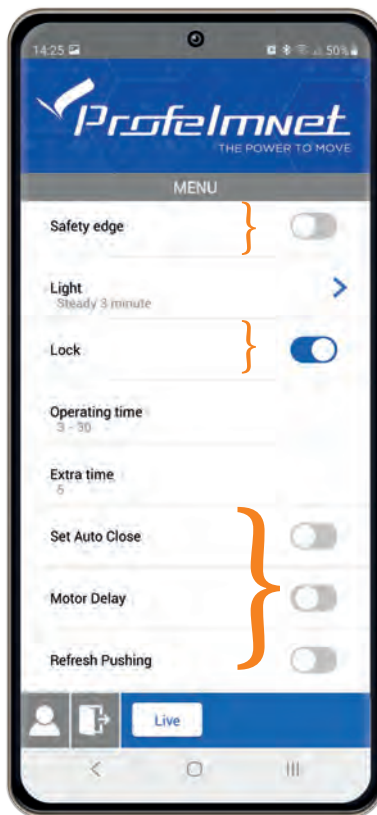 14:25
50%
Profelmnet
THE POWER TO MOVE
MENU
Safety edge
Light
Steady 3 minute
Lock
Operating time
3 - 30
Extra time
5
Set Auto Close
Motor Delay
Refresh Pushing
Live